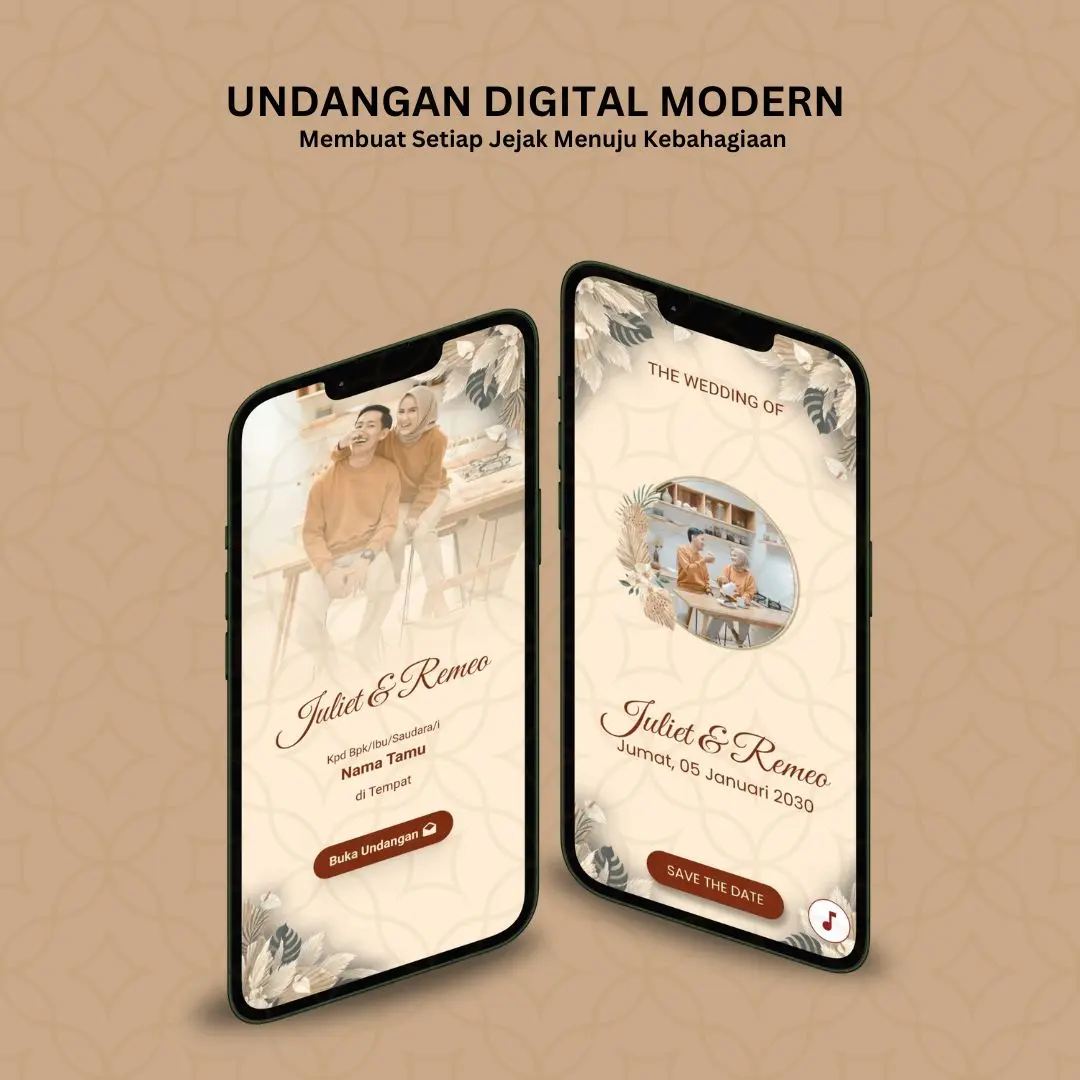 UNDANGAN DIGITAL MODERN
Membuat Setiap Jejak Menuju Kebahagiaan
Juliet & Remeo
Kpd Bpk/Ibu/Saudara/i
Nama Tamu
di Tempat
Buka Undangan
THE WEDDING OF
Juliet & Remeo
Jumat, 05 Januari 2030
SAVE THE DATE